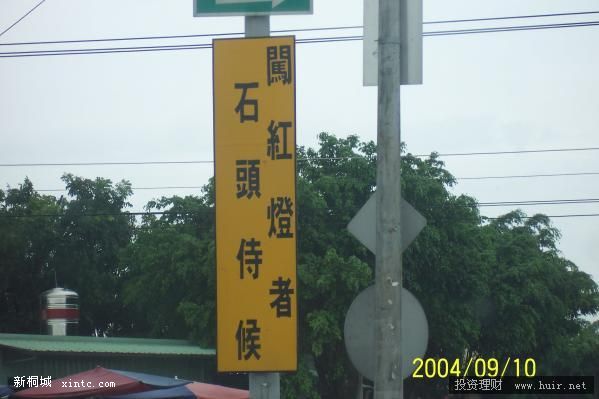 闖紅燈者
石頭侍候
2004/09/10
新桐城 www.xintc.com
投资理财 / www.huir.net